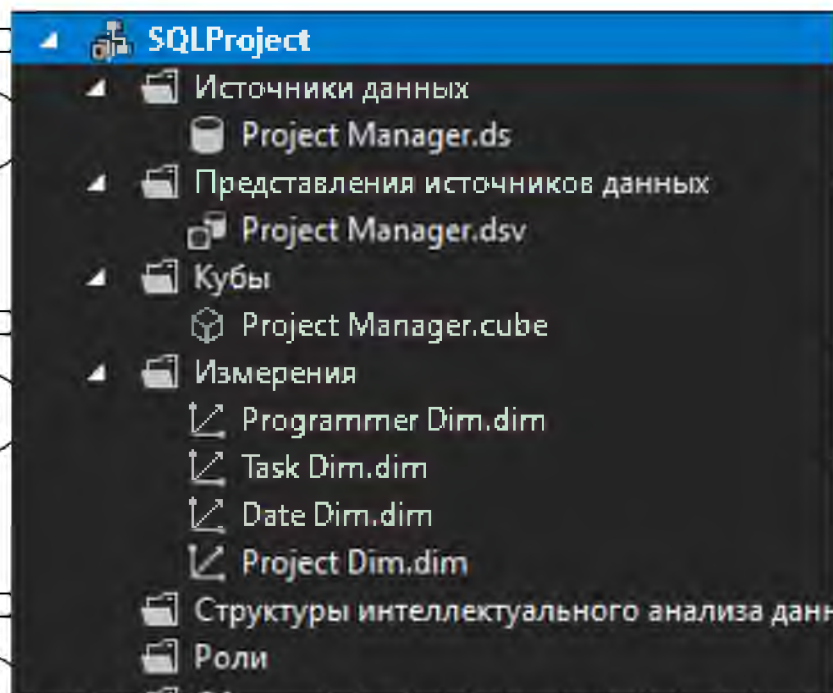 SQLProject
Источники данных
Project Manager.ds
Представления источников данных
Project Manager.dsv
Кубы
Project Manager.cube
Измерения
Programmer Dim.dim
Task Dim.dim
Date Dim.dim
Project Dim.dim
Структуры интеллектуального анализа
Роли